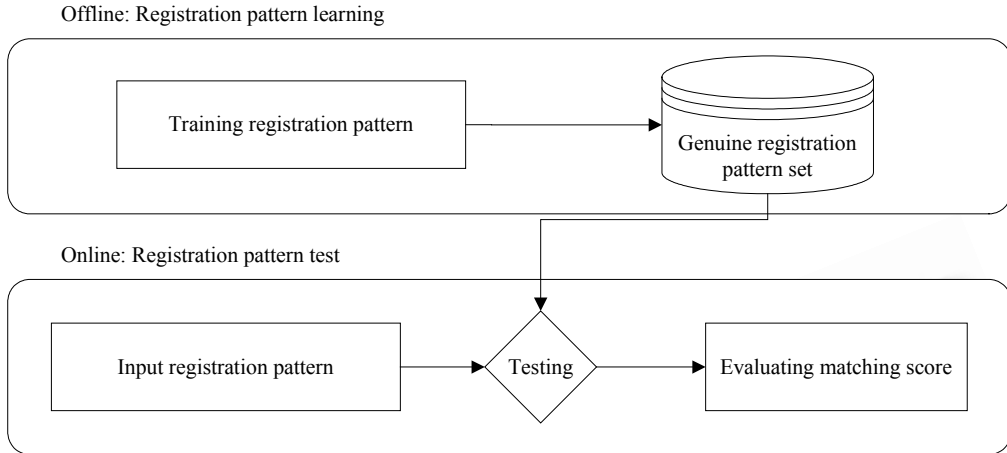 Offline: Registration pattern learning
Training registration pattern
Genuine registration
pattern set
Online: Registration pattern test
Input registration pattern
Testing
Evaluating matching score